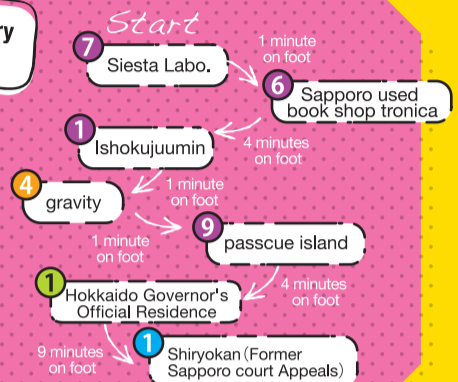 ry
Start
7
Siesta Labo.
1 minute
on foot
6
Sapporo used
book shop tronica
4 minutes
on foot
1
Ishokujuumin
1 minute
on foot
4
gravity
1 minute
on foot
9
passcue island
4 minutes
on foot
1
Hokkaido Governor's
Official Residence
9 minutes
on foot
1
Shiryokan(Former
Sapporo court Appeals)